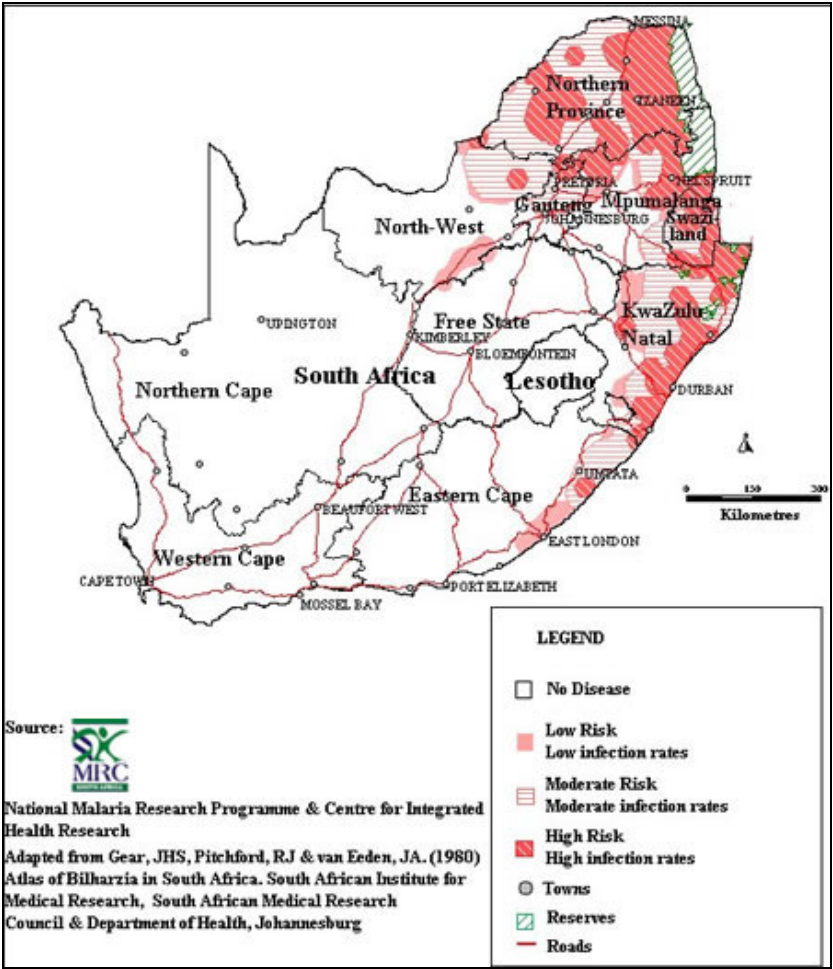 MESSINA
Northern
Province
TZANEEN
PRETORIA
NELSPRUIT
Gauteng
Mpumalanga
JOHANNESBURG
Swazi-
land
North-West
KwaZulu
Natal
UPINGTON
Free State
KIMBERLEY
BLOEMFONTEIN
South Africa
Lesotho
Northern Cape
DURBAN
UMTATA
Eastern Cape
BEAUFORT WEST
EAST LONDON
Western Cape
CAPE TOWN
PORT ELIZABETH
MOSSEL BAY
0 150 300
Kilometres
LEGEND
No Disease
Low Risk
Low infection rates
Moderate Risk
Moderate infection rates
High Risk
High infection rates
Towns
Reserves
Roads
Source:
MRC
SOUTH AFRICA
National Malaria Research Programme & Centre for Integrated
Health Research
Adapted from Gear, JHS, Pitchford, RJ & van Eeden, JA. (1980)
Atlas of Bilharzia in South Africa. South African Institute for
Medical Research, South African Medical Research
Council & Department of Health, Johannesburg